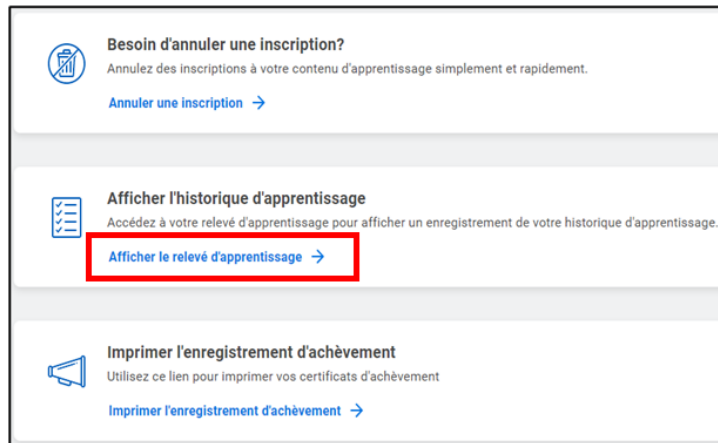 Besoin d'annuler une inscription?
Annulez des inscriptions à votre contenu d'apprentissage simplement et rapidement.
Annuler une inscription →
Afficher l'historique d'apprentissage
Accédez à votre relevé d'apprentissage pour afficher un enregistrement de votre historique d'apprentissage.
Afficher le relevé d'apprentissage →
Imprimer l'enregistrement d'achèvement
Utilisez ce lien pour imprimer vos certificats d'achèvement
Imprimer l'enregistrement d'achèvement →